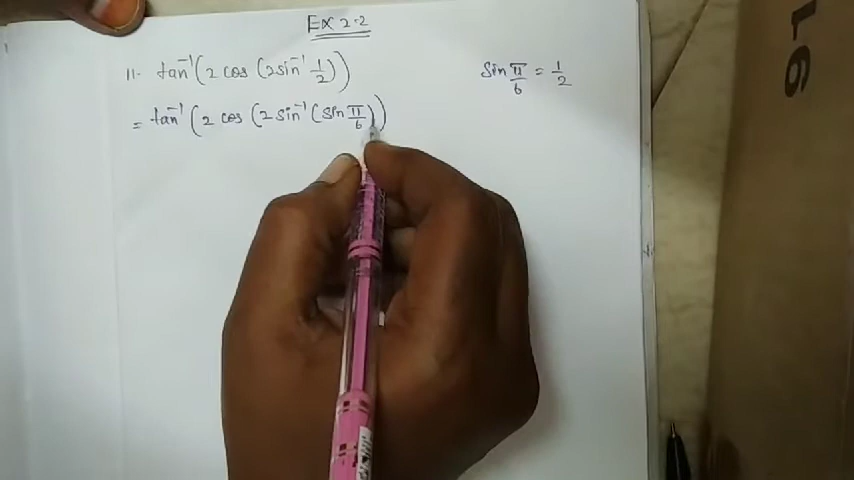 Ex 2.2
11. tan⁻¹(2 cos(2sin⁻¹ 1/2))
sin π/6 = 1/2
= tan⁻¹(2 cos(2 sin⁻¹(sin π/6))
L6